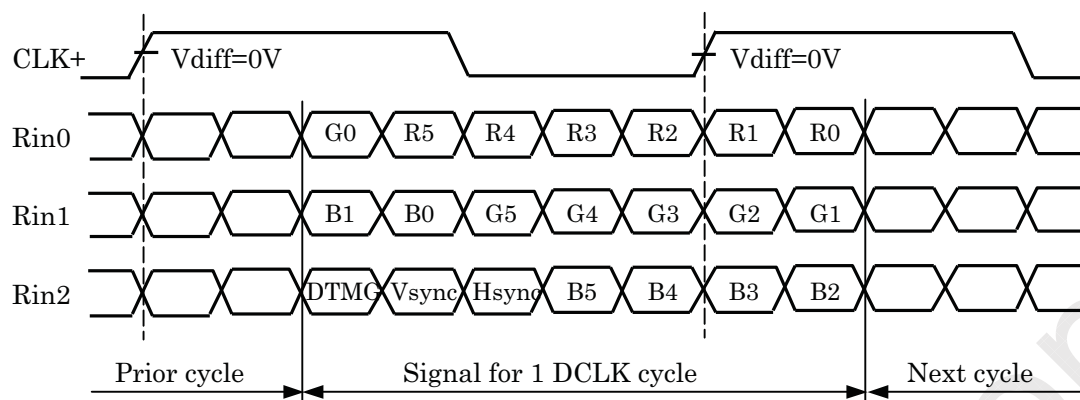 CLK+ Vdiff=0V Vdiff=0V
Rin0 G0 R5 R4 R3 R2 R1 R0
Rin1 B1 B0 G5 G4 G3 G2 G1
Rin2 DTMG Vsync Hsync B5 B4 B3 B2
Prior cycle Signal for 1 DCLK cycle Next cycle